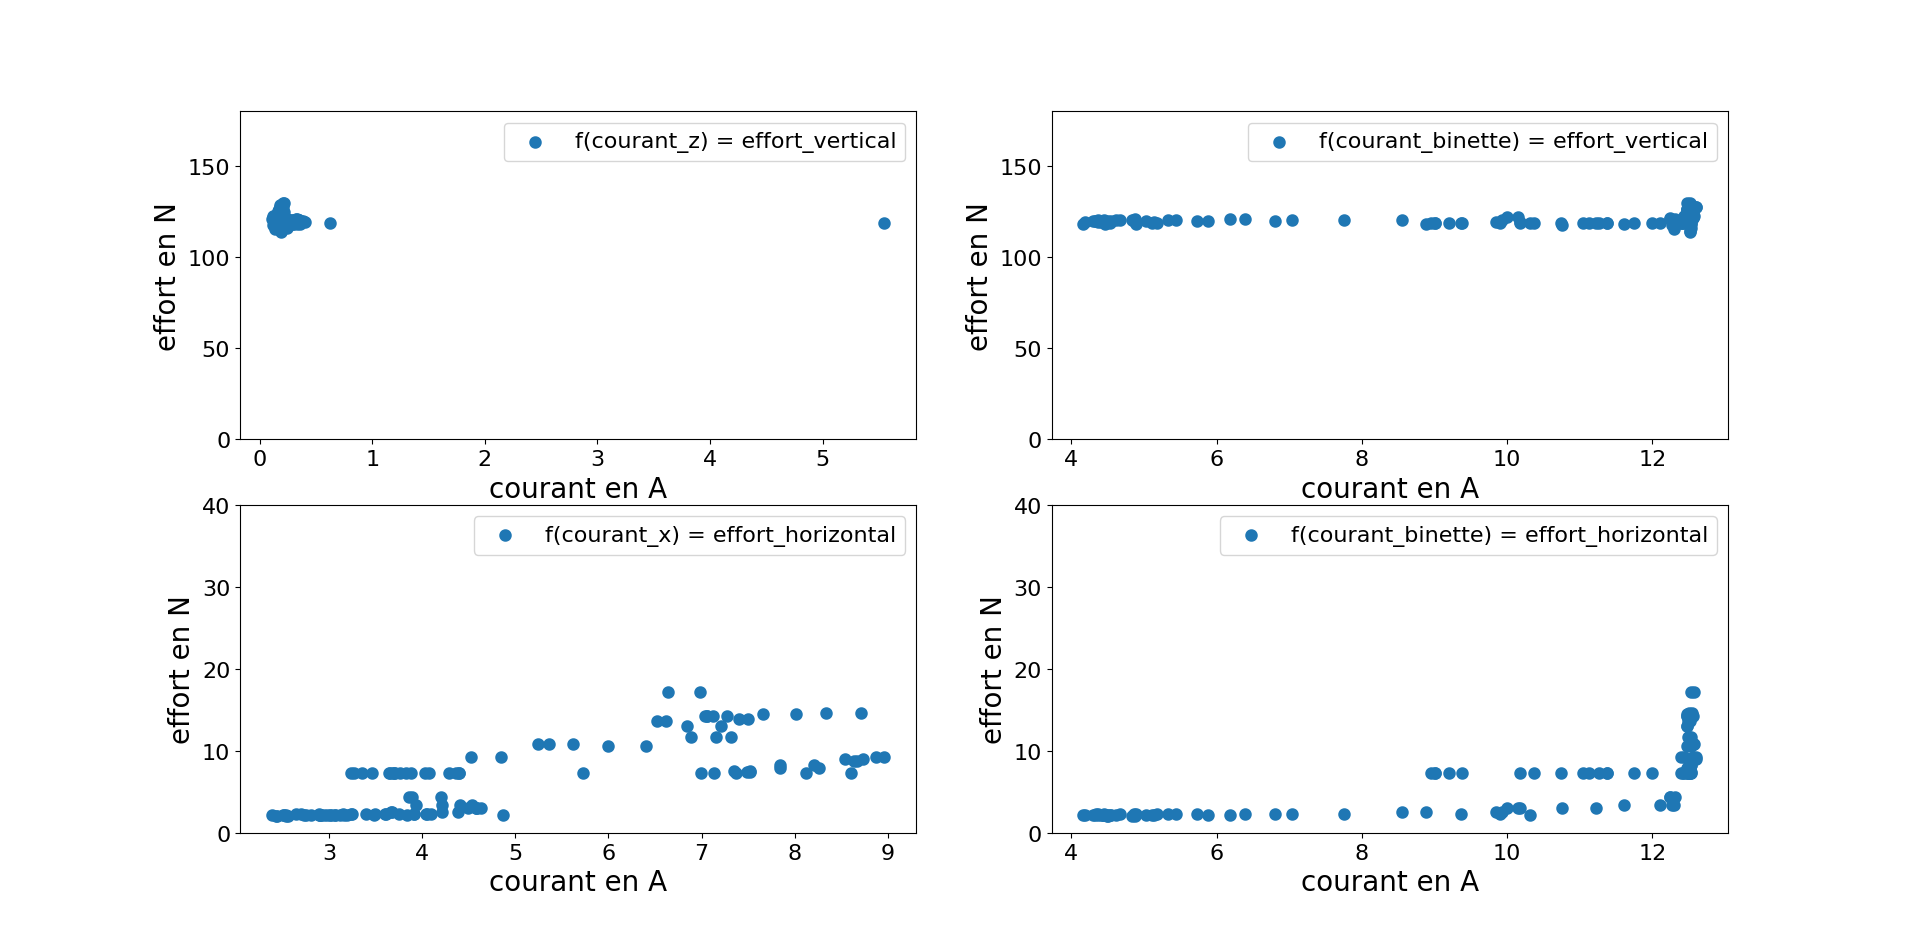 f(courant_z) = effort_vertical
effort en N
150
100
50
0
0 1 2 3 4 5
courant en A
f(courant_binette) = effort_vertical
effort en N
150
100
50
0
4 6 8 10 12
courant en A
f(courant_x) = effort_horizontal
effort en N
40
30
20
10
0
3 4 5 6 7 8 9
courant en A
f(courant_binette) = effort_horizontal
effort en N
40
30
20
10
0
4 6 8 10 12
courant en A